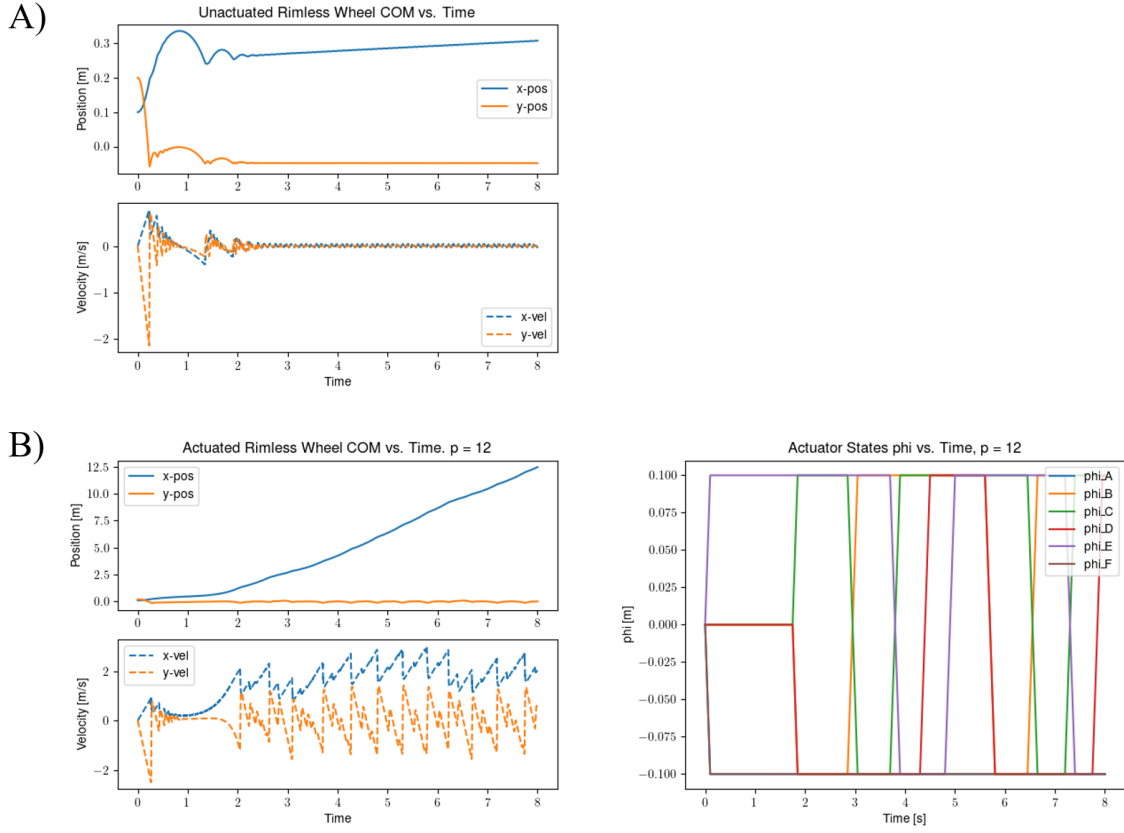 A)
Unactuated Rimless Wheel COM vs. Time
Position [m]
0.3
0.2
0.1
0.0
x-pos
y-pos
0 1 2 3 4 5 6 7 8
Velocity [m/s]
0
−1
−2
x-vel
y-vel
0 1 2 3 4 5 6 7 8
Time
B)
Actuated Rimless Wheel COM vs. Time. p = 12
Position [m]
12.5
10.0
7.5
5.0
2.5
0.0
x-pos
y-pos
0 1 2 3 4 5 6 7 8
Velocity [m/s]
2
0
−2
x-vel
y-vel
0 1 2 3 4 5 6 7 8
Time
Actuator States phi vs. Time, p = 12
phi [m]
0.100
0.075
0.050
0.025
0.000
−0.025
−0.050
−0.075
−0.100
phi_A
phi_B
phi_C
phi_D
phi_E
phi_F
0 1 2 3 4 5 6 7 8
Time [s]